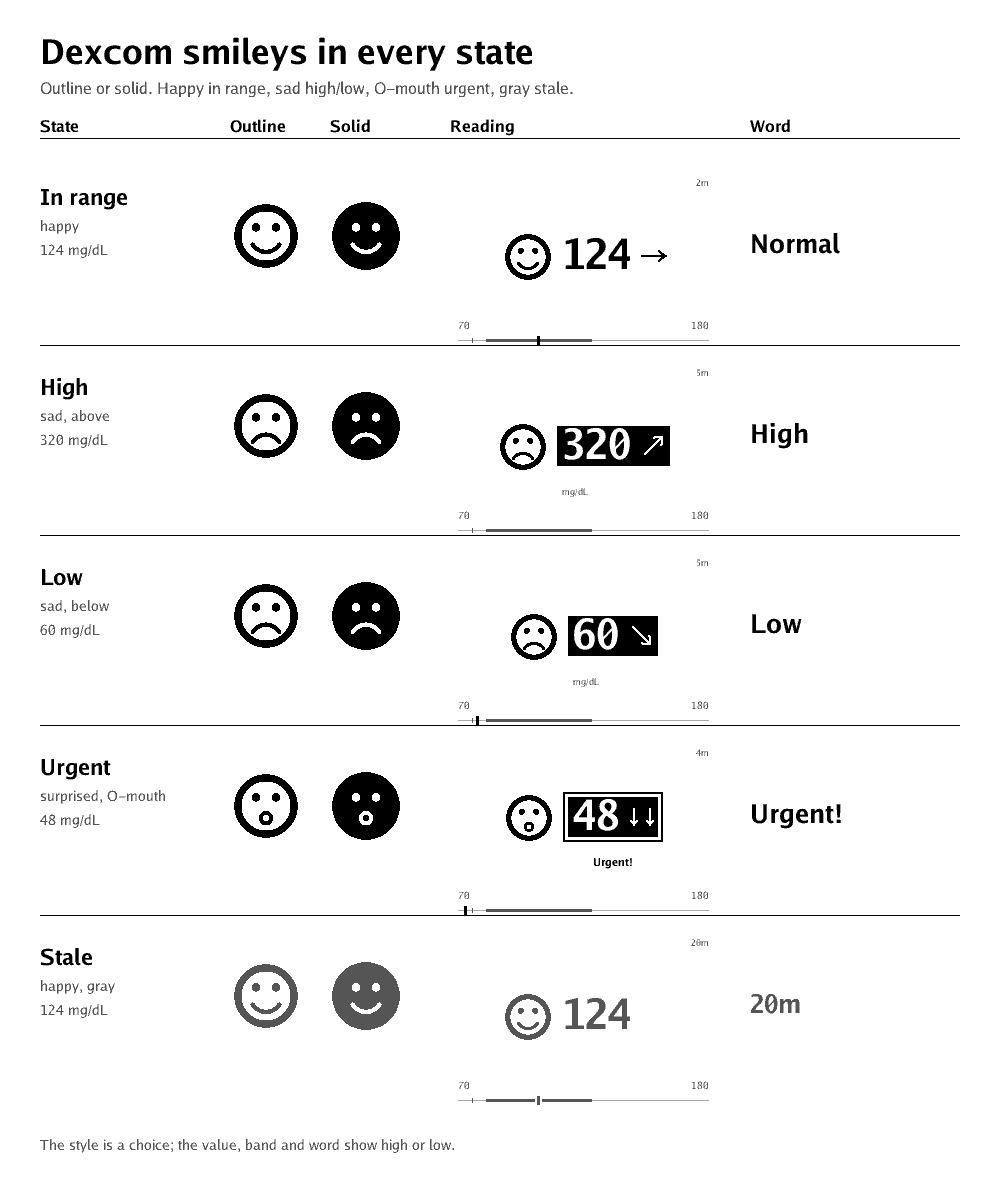 Dexcom smileys in every state
Outline or solid. Happy in range, sad high/low, O-mouth urgent, gray stale.
State Outline Solid Reading Word
2m
In range
happy
124 mg/dL
124 →
Normal
70 180
5m
High
sad, above
320 mg/dL
320 ↗
High
mg/dL
70 180
5m
Low
sad, below
60 mg/dL
60 ↘
Low
mg/dL
70 180
4m
Urgent
surprised, O-mouth
48 mg/dL
48 ↓↓
Urgent!
Urgent!
70 180
20m
Stale
happy, gray
124 mg/dL
124
20m
70 180
The style is a choice; the value, band and word show high or low.